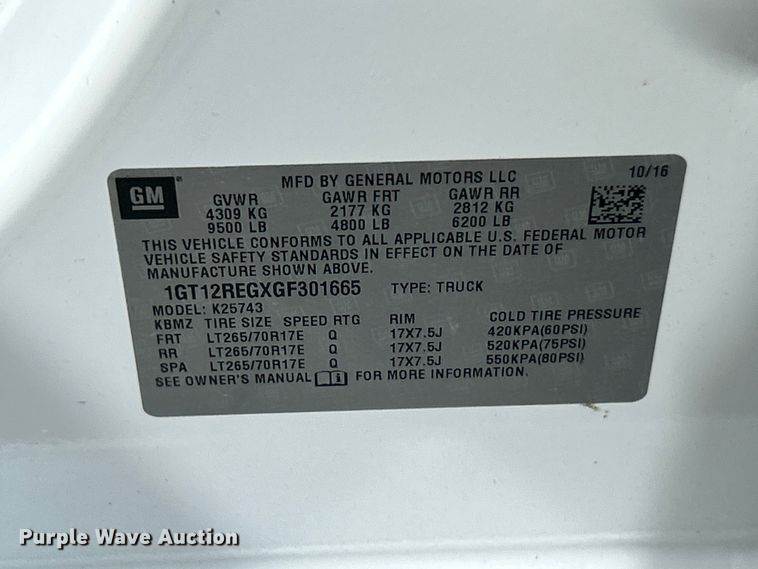 GM
MFD BY GENERAL MOTORS LLC
10/16
GVWR GAWR FRT GAWR RR
4309 KG 2177 KG 2812 KG
9500 LB 4800 LB 6200 LB
THIS VEHICLE CONFORMS TO ALL APPLICABLE U.S. FEDERAL MOTOR
VEHICLE SAFETY STANDARDS IN EFFECT ON THE DATE OF
MANUFACTURE SHOWN ABOVE.
1GT12REGXGF301665 TYPE: TRUCK
MODEL: K25743
KBMZ TIRE SIZE SPEED RTG RIM COLD TIRE PRESSURE
FRT LT265/70R17E Q 17X7.5J 420KPA(60PSI)
RR LT265/70R17E Q 17X7.5J 520KPA(75PSI)
SPA LT265/70R17E Q 17X7.5J 550KPA(80PSI)
SEE OWNER'S MANUAL FOR MORE INFORMATION.
Purple Wave Auction